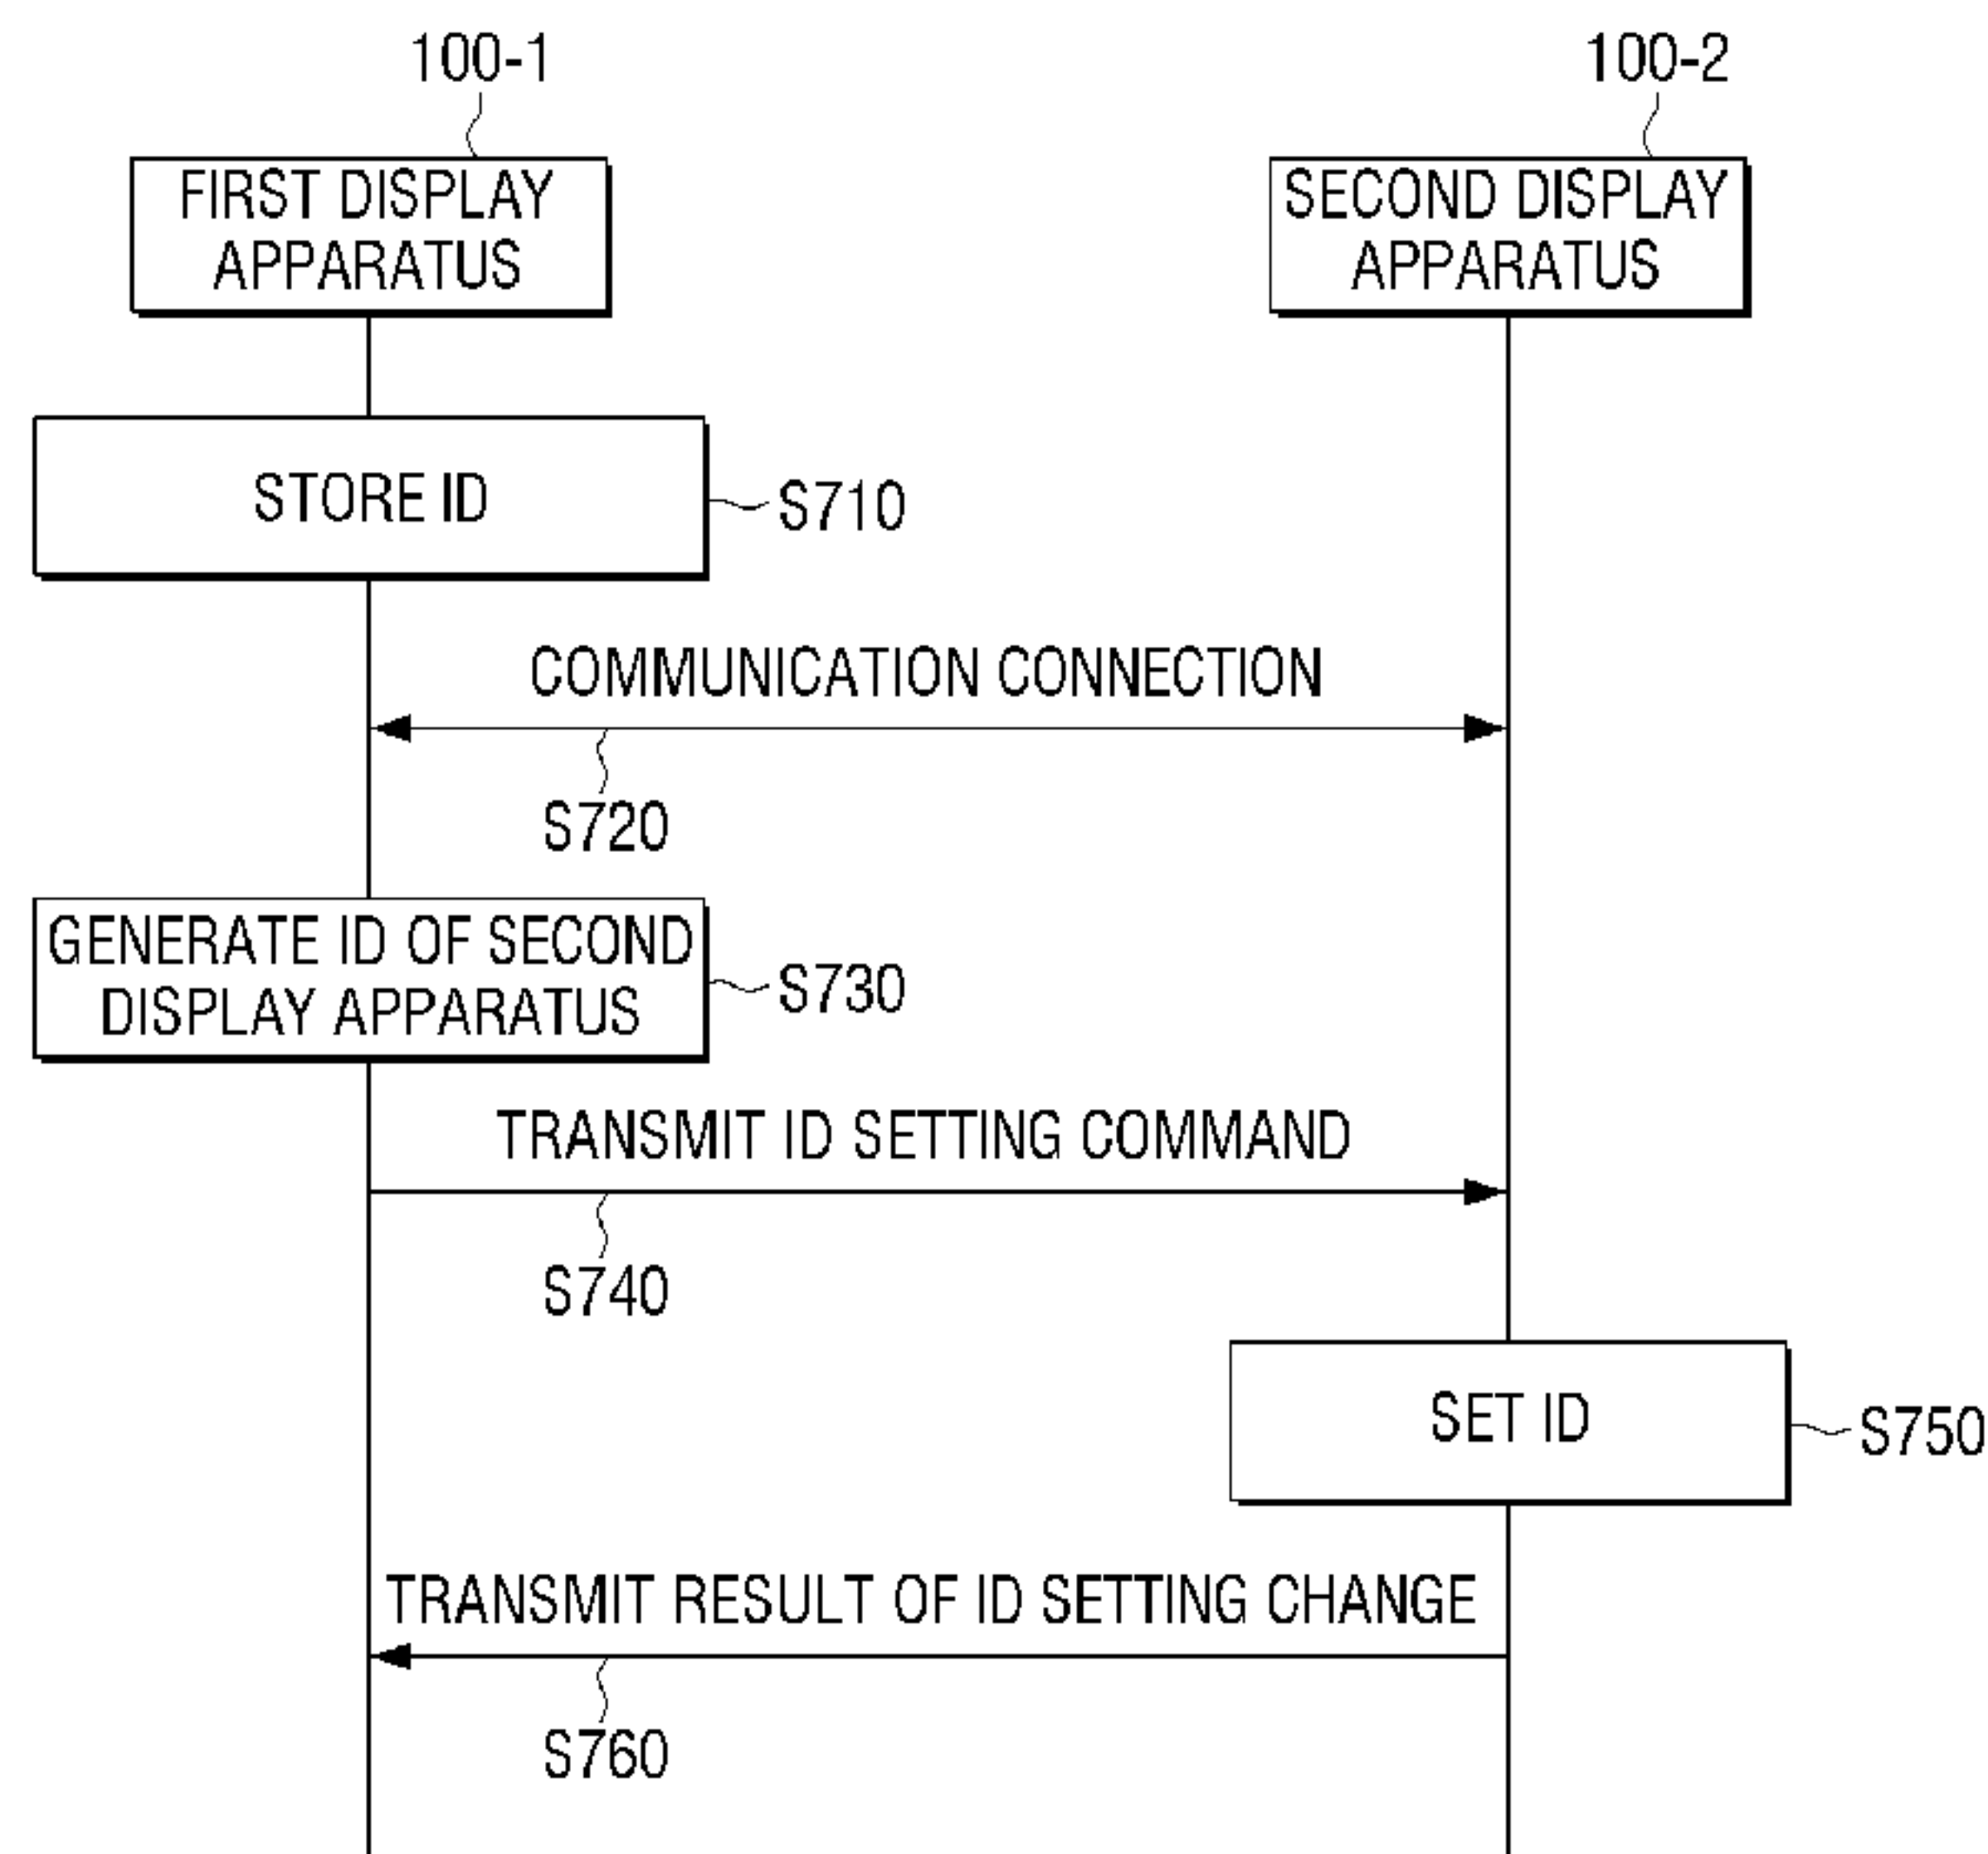 100-1
100-2
FIRST DISPLAY
APPARATUS
SECOND DISPLAY
APPARATUS
STORE ID
S710
COMMUNICATION CONNECTION
S720
GENERATE ID OF SECOND
DISPLAY APPARATUS
S730
TRANSMIT ID SETTING COMMAND
S740
SET ID
S750
TRANSMIT RESULT OF ID SETTING CHANGE
S760